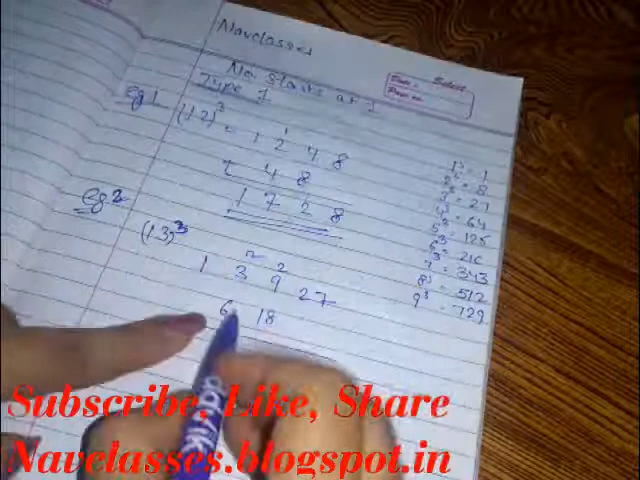 Navclasses
No. starts at 1
Type 1
eg 1 (12)³ = 1 2 4 8
4 8
1 7 2 8
eg 2
(13)³
1 3 9 27
6 18
1³ = 1
2³ = 8
3³ = 27
4³ = 64
5³ = 125
6³ = 216
7³ = 343
8³ = 512
9³ = 729
Subscribe, Like, Share
Navclasses.blogspot.in